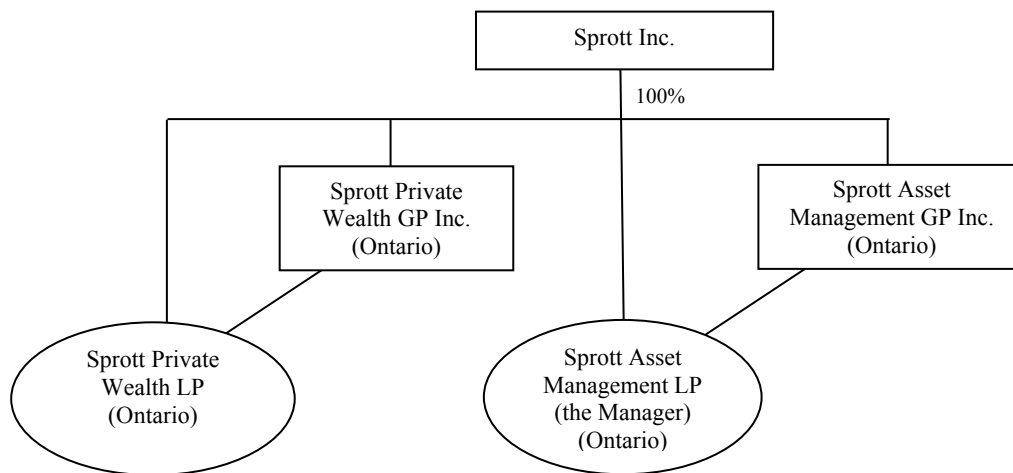 Sprott Inc.
100%
Sprott Private
Wealth GP Inc.
(Ontario)
Sprott Asset
Management GP Inc.
(Ontario)
Sprott Private
Wealth LP
(Ontario)
Sprott Asset
Management LP
(the Manager)
(Ontario)